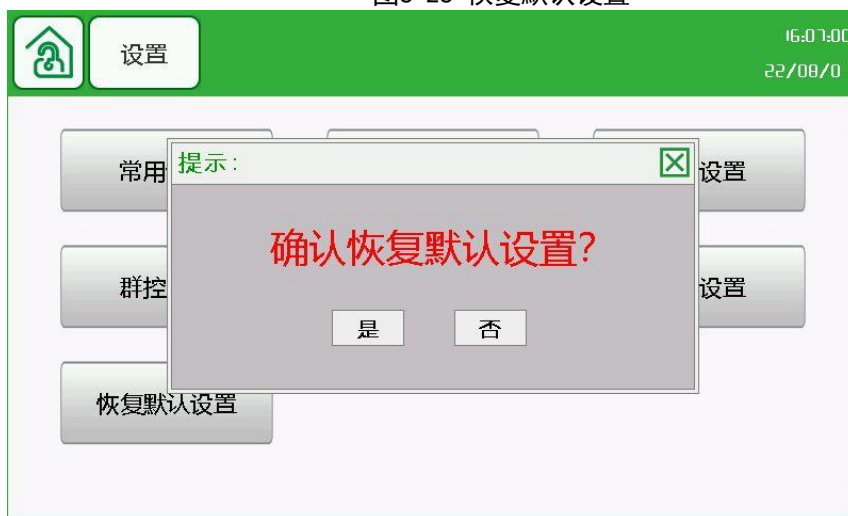 设置
16:07:00
22/08/0
常用
设置
提示:
确认恢复默认设置?
是
否
群控
设置
恢复默认设置